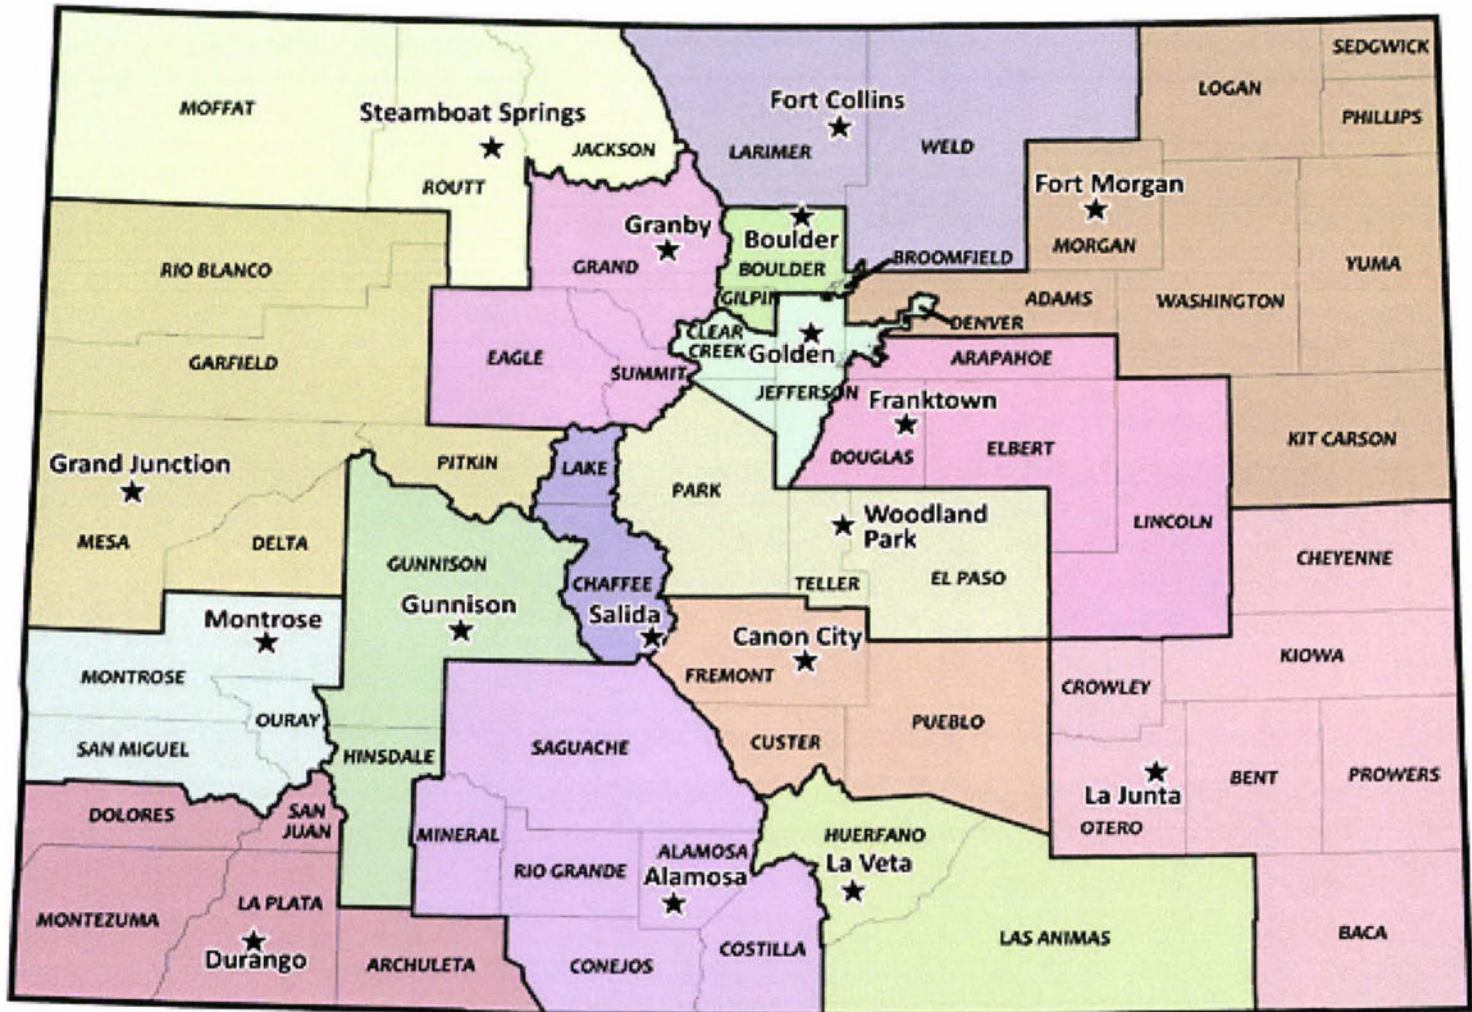 SEDGWICK
LOGAN
MOFFAT
Fort Collins
PHILLIPS
Steamboat Springs
JACKSON
LARIMER
WELD
ROUTT
Fort Morgan
Granby
Boulder
MORGAN
BROOMFIELD
RIO BLANCO
GRAND
BOULDER
YUMA
GILPIN
ADAMS
WASHINGTON
DENVER
CLEAR
CREEK
Golden
GARFIELD
EAGLE
SUMMIT
ARAPAHOE
JEFFERSON
Franktown
KIT CARSON
ELBERT
DOUGLAS
Grand Junction
PITKIN
LAKE
PARK
Woodland
Park
LINCOLN
MESA
DELTA
GUNNISON
CHAFFEE
TELLER
EL PASO
CHEYENNE
Gunnison
Salida
Montrose
Canon City
KIOWA
MONTROSE
FREMONT
CROWLEY
OURAY
PUEBLO
SAN MIGUEL
HINSDALE
SAGUACHE
CUSTER
BENT
PROWERS
La Junta
OTERO
DOLORES
SAN
JUAN
MINERAL
HUERFANO
ALAMOSA
La Veta
RIO GRANDE
Alamosa
LA PLATA
MONTEZUMA
BACA
LAS ANIMAS
COSTILLA
Durango
ARCHULETA
CONEJOS